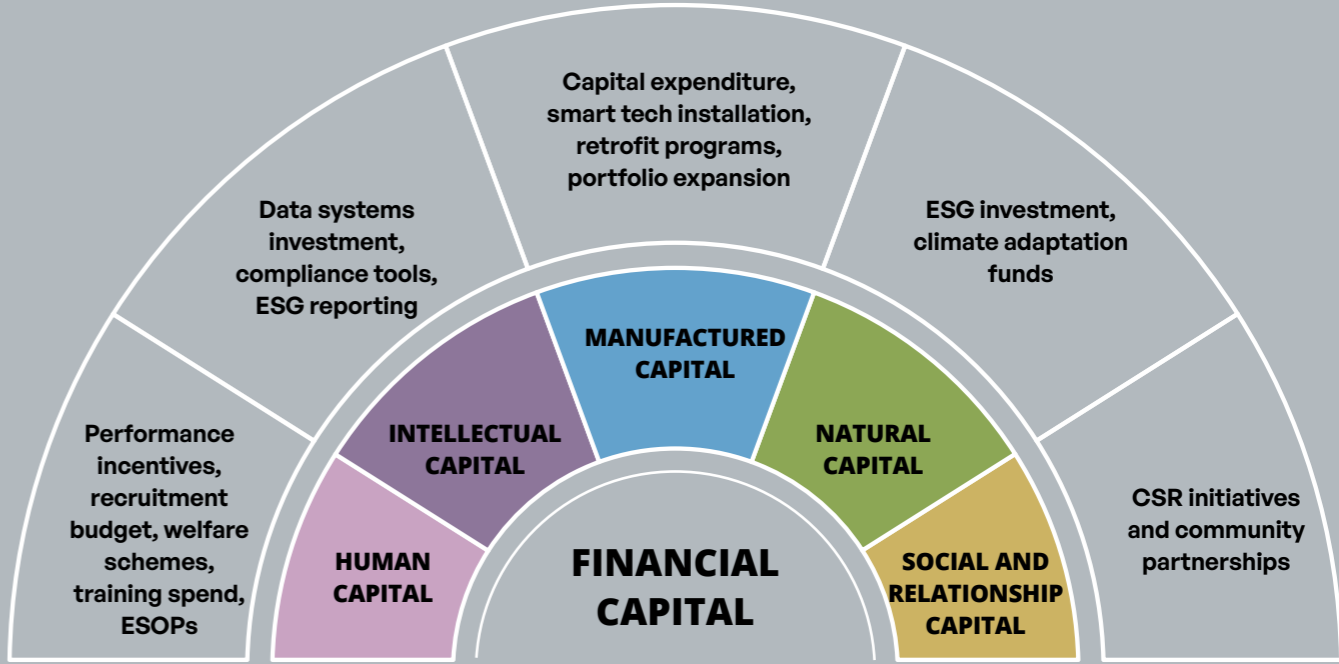 Capital expenditure,
smart tech installation,
retrofit programs,
portfolio expansion
Data systems
investment,
compliance tools,
ESG reporting
ESG investment,
climate adaptation
funds
Performance
incentives,
recruitment
budget, welfare
schemes,
training spend,
ESOPs
CSR initiatives
and community
partnerships
MANUFACTURED
CAPITAL
INTELLECTUAL
CAPITAL
NATURAL
CAPITAL
HUMAN
CAPITAL
SOCIAL AND
RELATIONSHIP
CAPITAL
FINANCIAL
CAPITAL